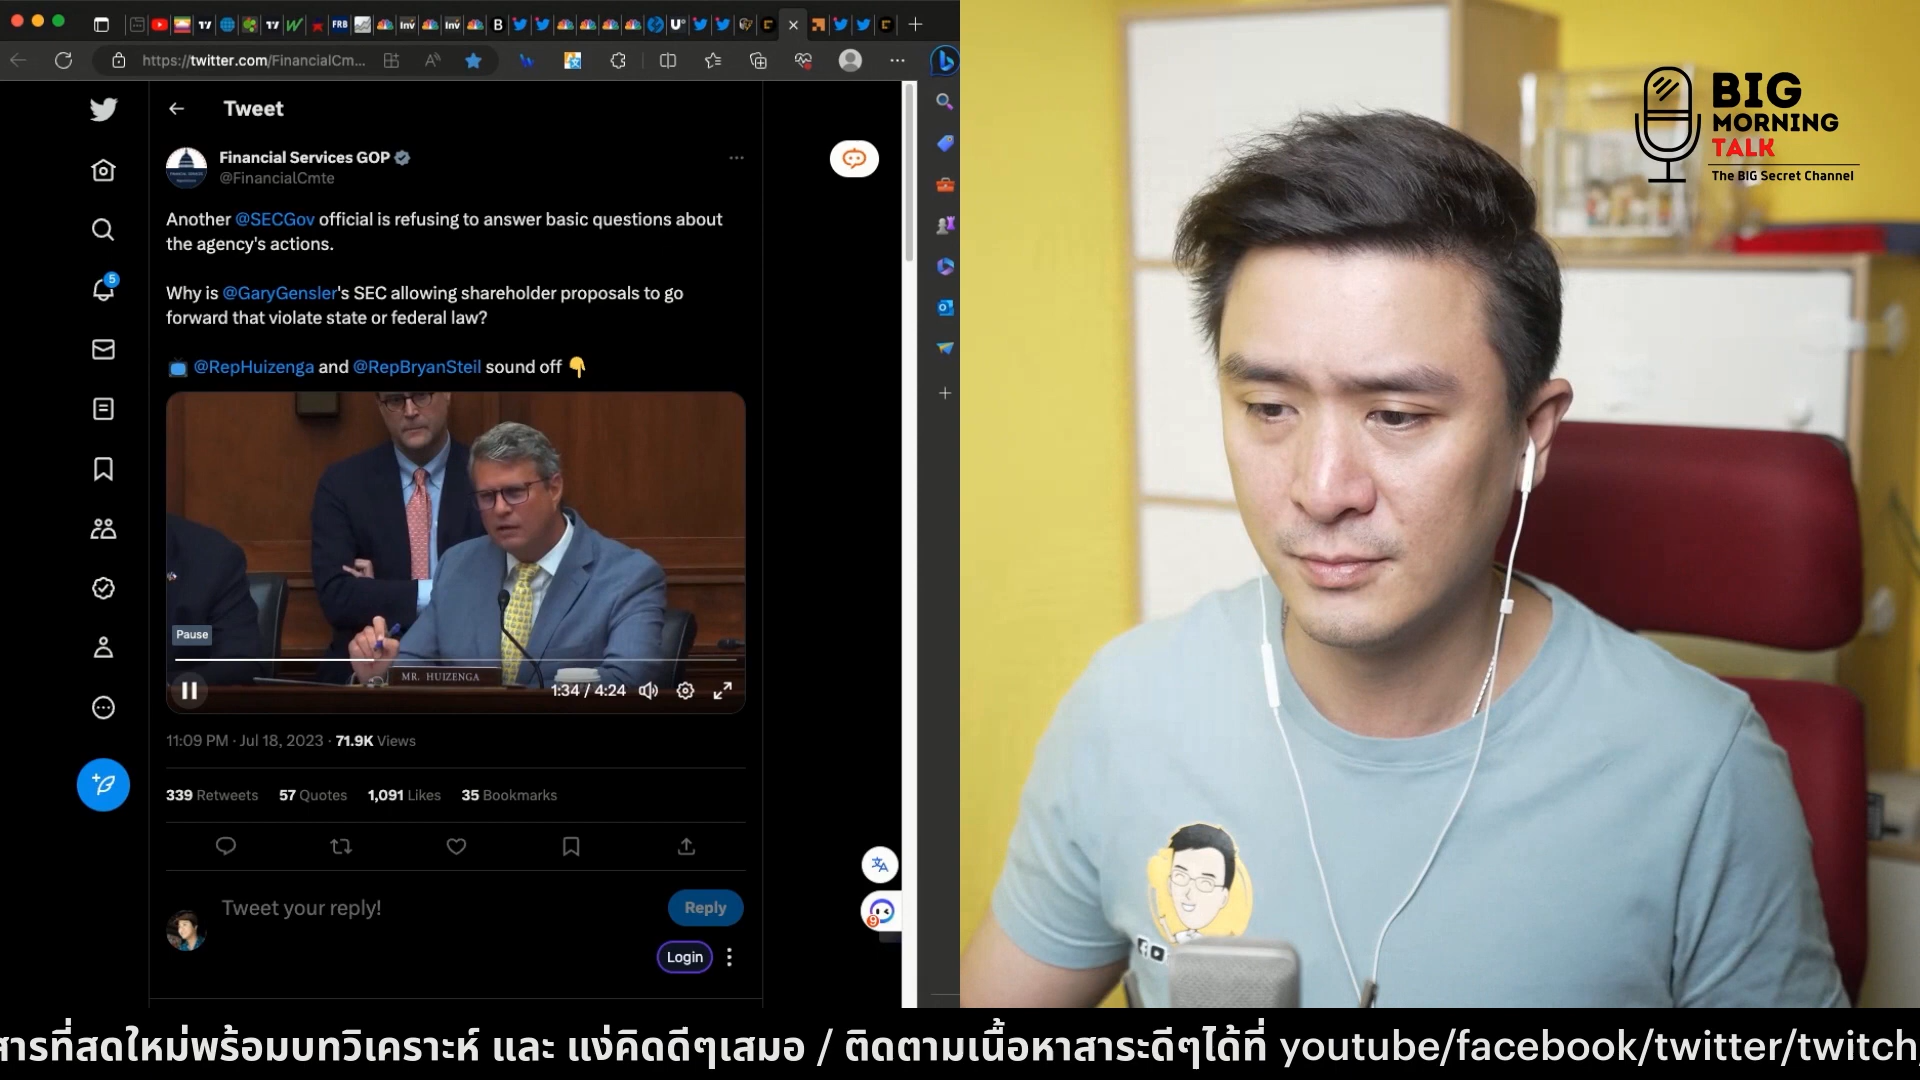 FRB
Inv
Inv
B
https://twitter.com/FinancialCm...
Tweet
Financial Services GOP
@FinancialCmte
Another @SECGov official is refusing to answer basic questions about
the agency's actions.
Why is @GaryGensler's SEC allowing shareholder proposals to go
forward that violate state or federal law?
@RepHuizenga and @RepBryanSteil sound off
5
Pause
MR. HUIZENGA
1:34 / 4:24
11:09 PM · Jul 18, 2023 · 71.9K Views
339 Retweets 57 Quotes 1,091 Likes 35 Bookmarks
Tweet your reply!
Reply
9
Login
BIG
MORNING
TALK
The BIG Secret Channel
สารที่สดใหม่พร้อมบทวิเคราะห์ และ แง่คิดดีๆเสมอ / ติดตามเนื้อหาสาระดีๆได้ที่ youtube/facebook/twitter/twitch